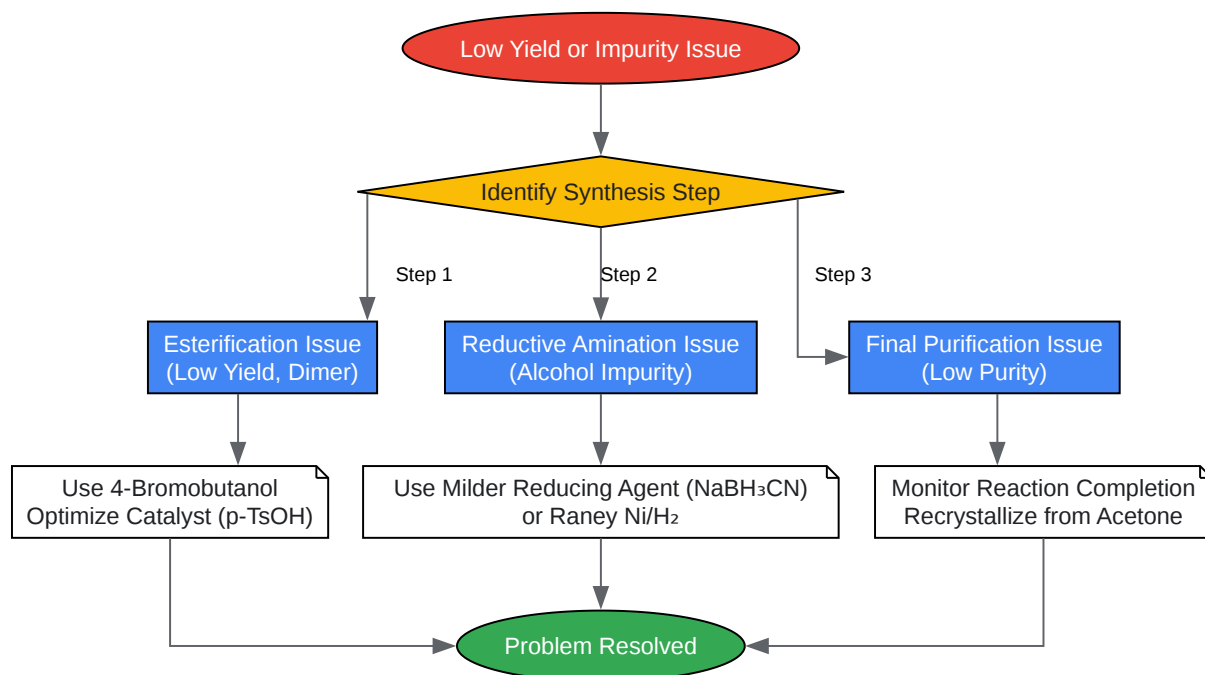 Low Yield or Impurity Issue
Identify Synthesis Step
Step 1
Step 2
Step 3
Esterification Issue
(Low Yield, Dimer)
Reductive Amination Issue
(Alcohol Impurity)
Final Purification Issue
(Low Purity)
Use 4-Bromobutanol
Optimize Catalyst (p-TsOH)
Use Milder Reducing Agent (NaBH₃CN)
or Raney Ni/H₂
Monitor Reaction Completion
Recrystallize from Acetone
Problem Resolved